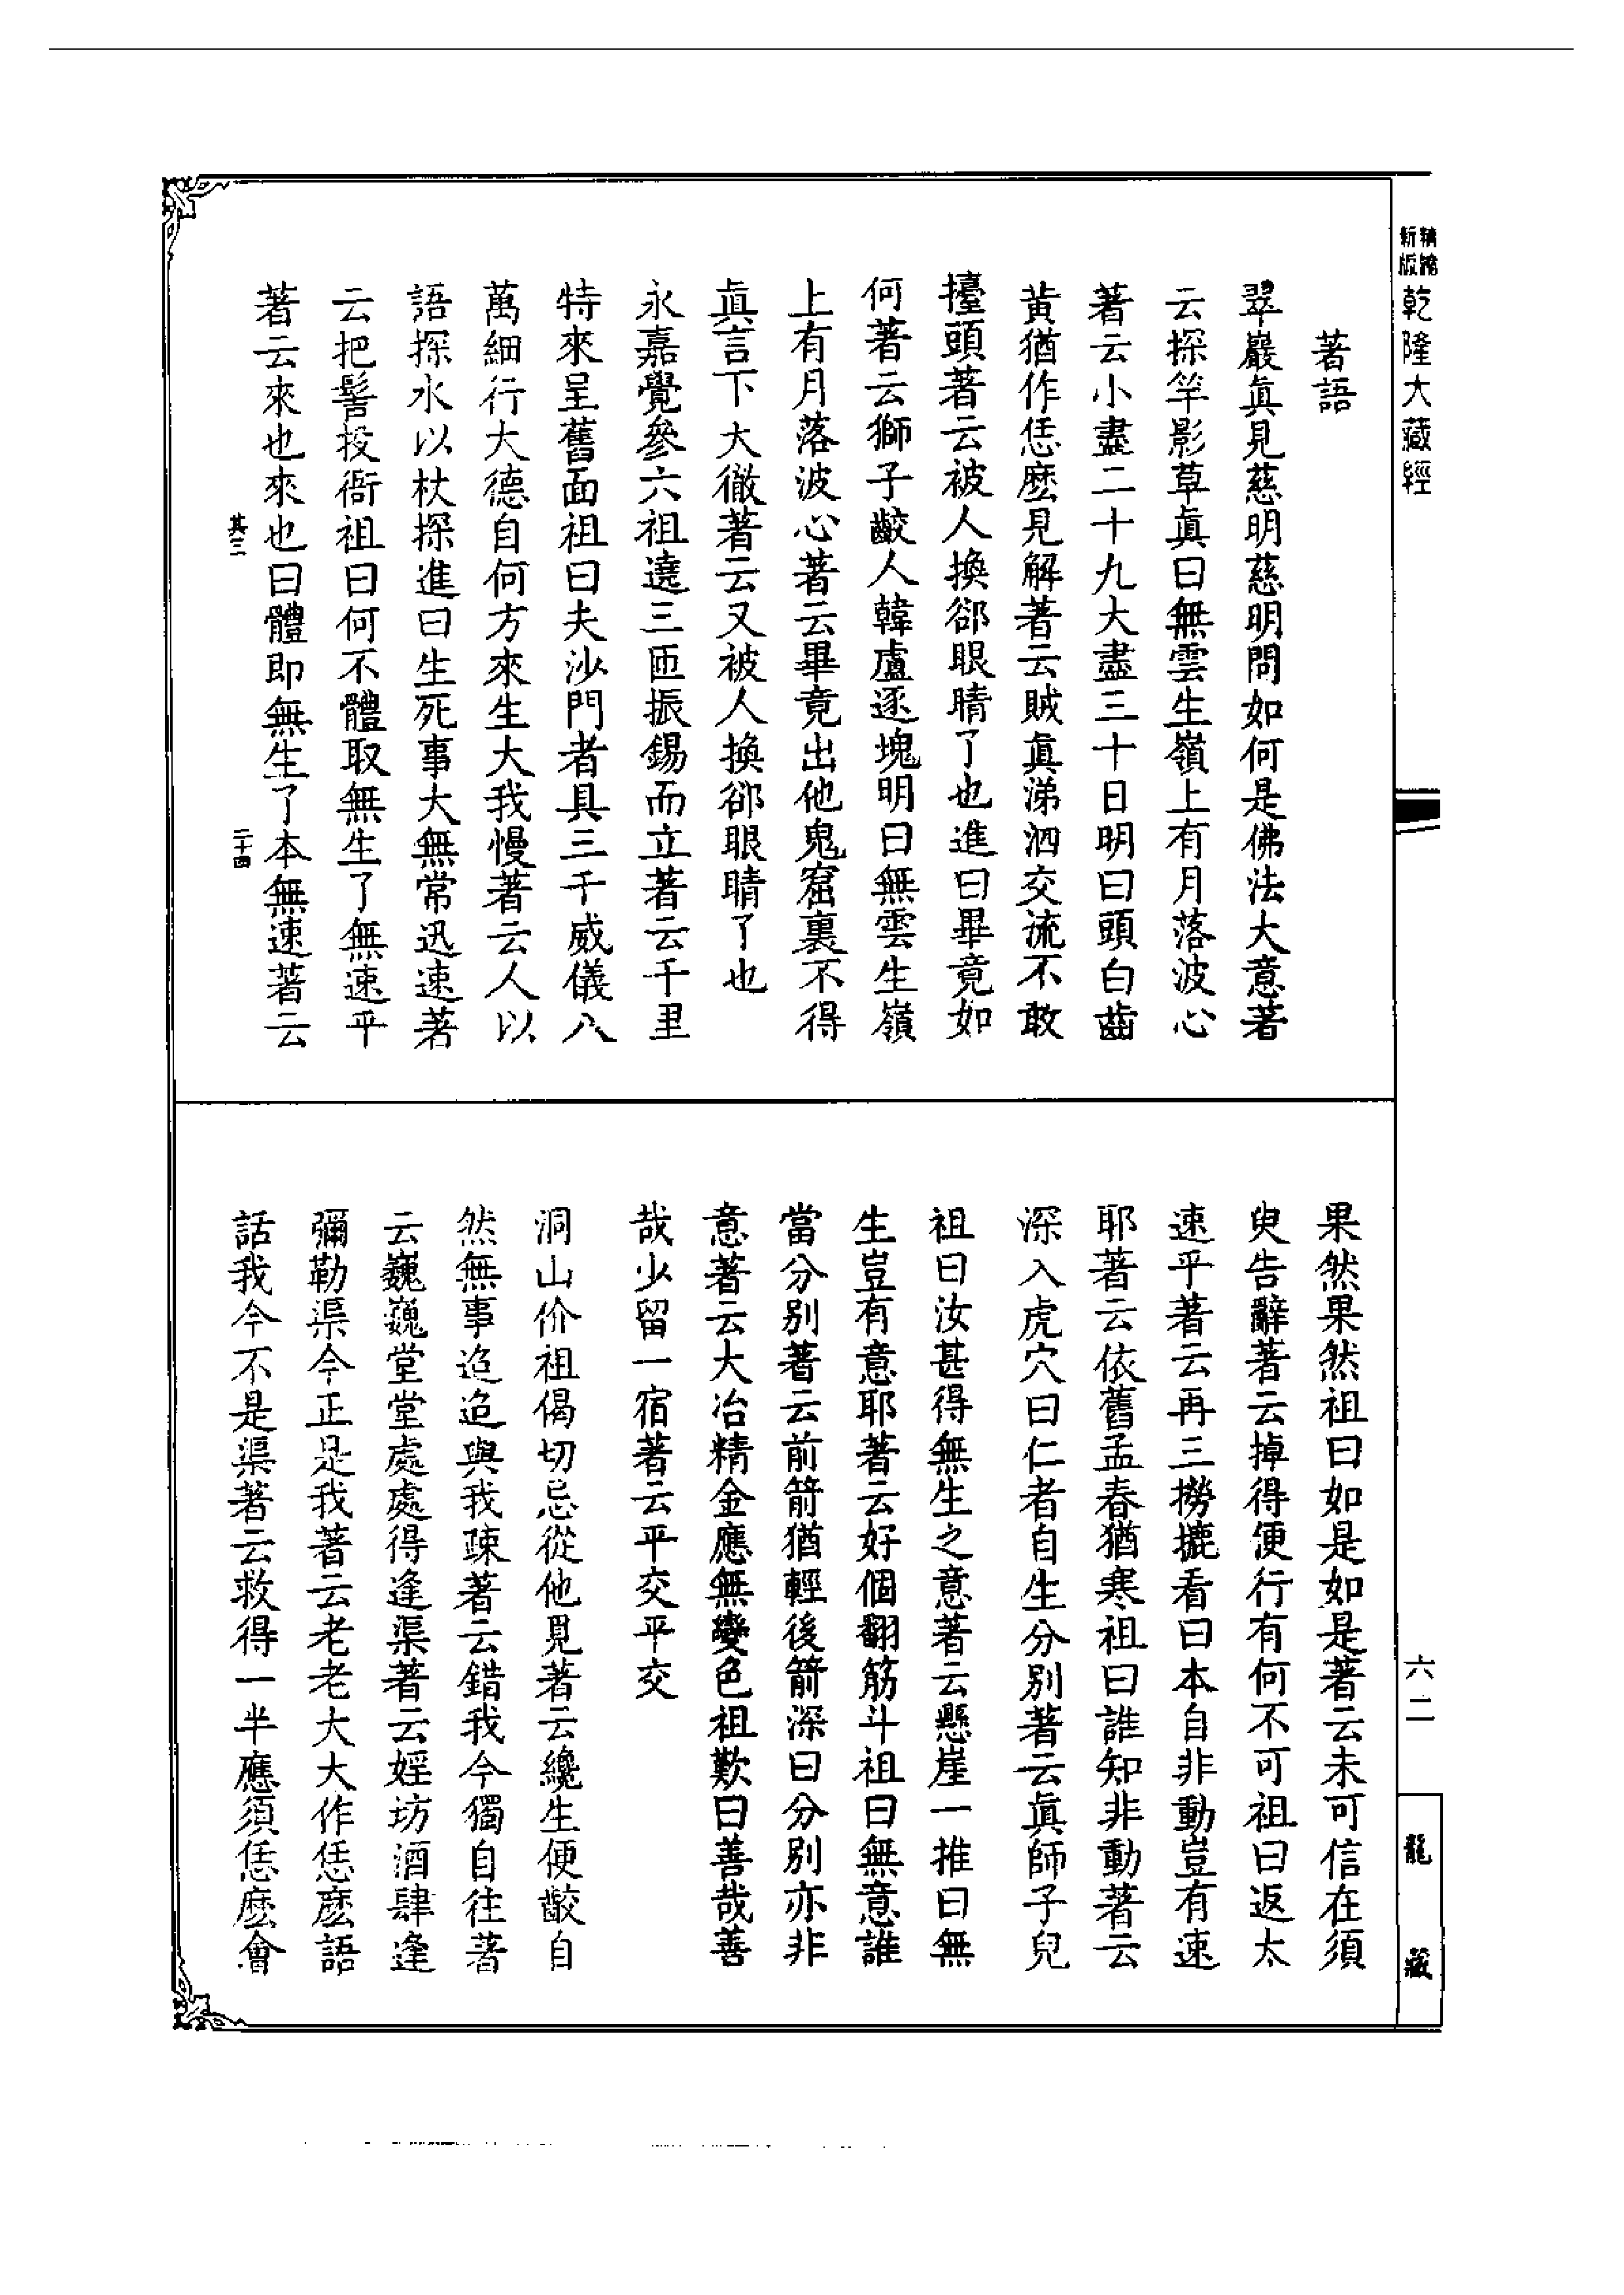 精縮
新版
乾隆大藏經
著語
翠巖眞見慈明慈明問如何是佛法大意著
云探竿影草眞曰無雲生嶺上有月落波心
著云小盡二十九大盡三十日明曰頭白齒
黃猶作恁麽見解著云賊眞涕泗交流不敢
擡頭著云被人換郤眼睛了也進曰畢竟如
何著云獅子齩人韓盧逐塊明曰無雲生嶺
上有月落波心著云畢竟出他鬼窟裏不得
眞言下大徹著云又被人換郤眼睛了也
永嘉覺參六祖遶三匝振錫而立著云千里
特來呈舊面祖曰夫沙門者具三千威儀八
萬細行大德自何方來生大我慢著云人以
語探水以杖探進曰生死事大無常迅速著
云把髻投衙祖曰何不體取無生了無速乎
著云來也來也曰體即無生了本無速著云
其三
二十四
果然果然祖曰如是如是著云未可信在須
臾告辭著云掉得便行有何不可祖曰返太
速乎著云再三撈摝看曰本自非動豈有速
耶著云依舊孟春猶寒祖曰誰知非動著云
深入虎穴曰仁者自生分別著云眞師子兒
祖曰汝甚得無生之意著云懸崖一推曰無
生豈有意耶著云好個翻筋斗祖曰無意誰
當分別著云前箭猶輕後箭深曰分別亦非
意著云大冶精金應無變色祖歎曰善哉善
哉少留一宿著云平交平交
洞山价祖偈切忌從他覓著云纔生便齩自
然無事迢迢與我疎著云錯我今獨自往著
云巍巍堂堂處處得逢渠著云婬坊酒肆逢
彌勒渠今正是我著云老老大大作恁麽語
話我今不是渠著云救得一半應須恁麽會
六二
龍藏